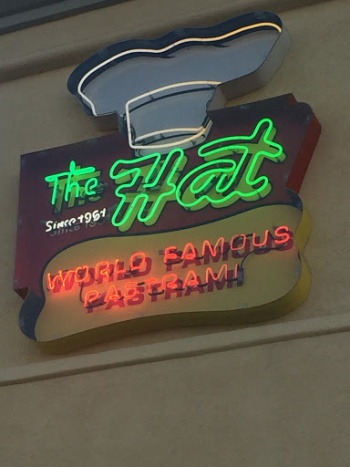 The Hat
Since 1951
WORLD FAMOUS
PASTRAMI